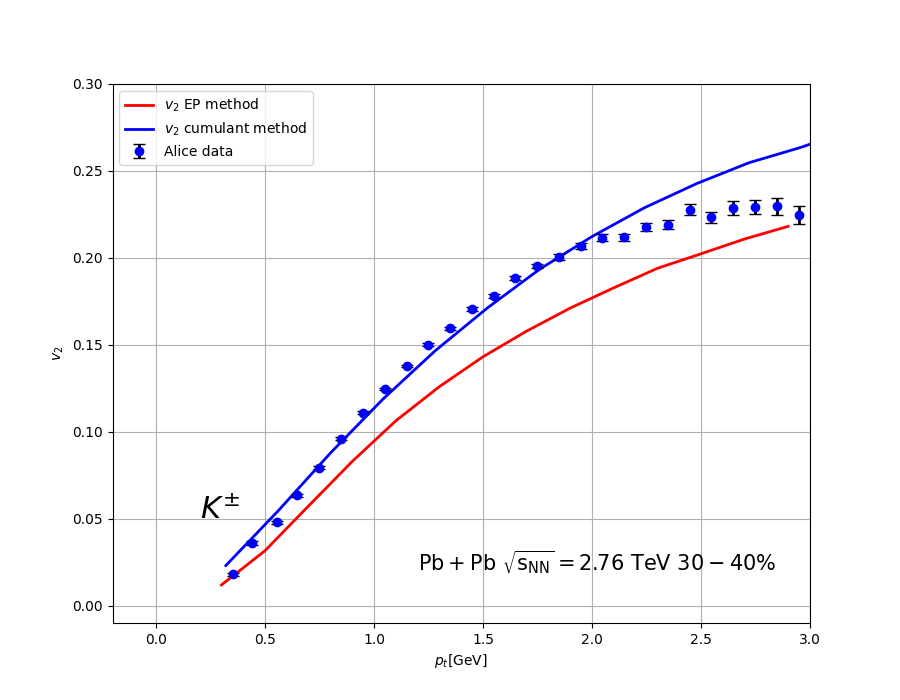 0.30
0.25
0.20
0.15
0.10
0.05
0.00
v₂
v₂ EP method
v₂ cumulant method
Alice data
K±
Pb + Pb √sNN = 2.76 TeV 30 − 40%
0.0 0.5 1.0 1.5 2.0 2.5 3.0
pₜ[GeV]